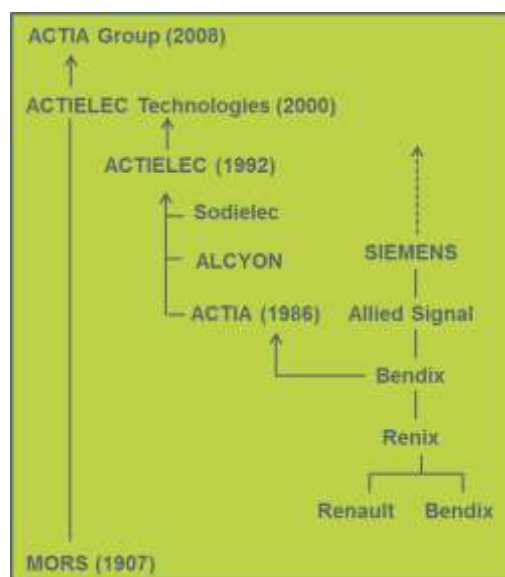 ACTIA Group (2008)
ACTIELEC Technologies (2000)
ACTIELEC (1992)
Sodielec
SIEMENS
ALCYON
ACTIA (1986)
Allied Signal
Bendix
Renix
Renault Bendix
MORS (1907)